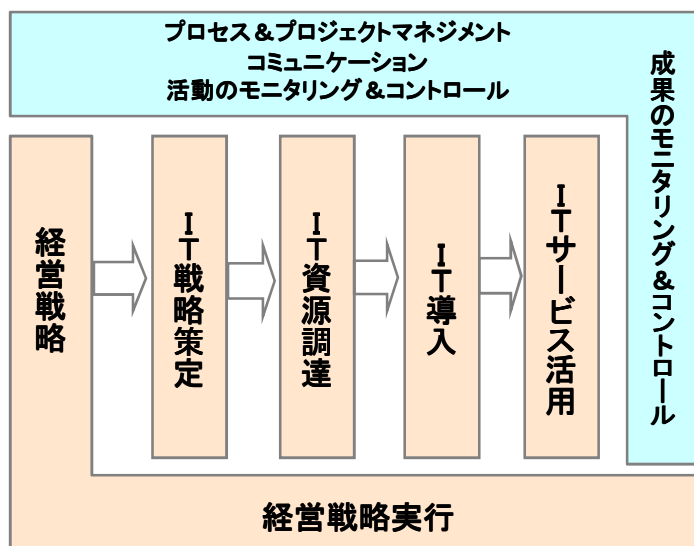 プロセス＆プロジェクトマネジメント
コミュニケーション
活動のモニタリング＆コントロール
成果のモニタリング＆コントロール
経営戦略
ＩＴ戦略策定
ＩＴ資源調達
ＩＴ導入
ＩＴサービス活用
経営戦略実行